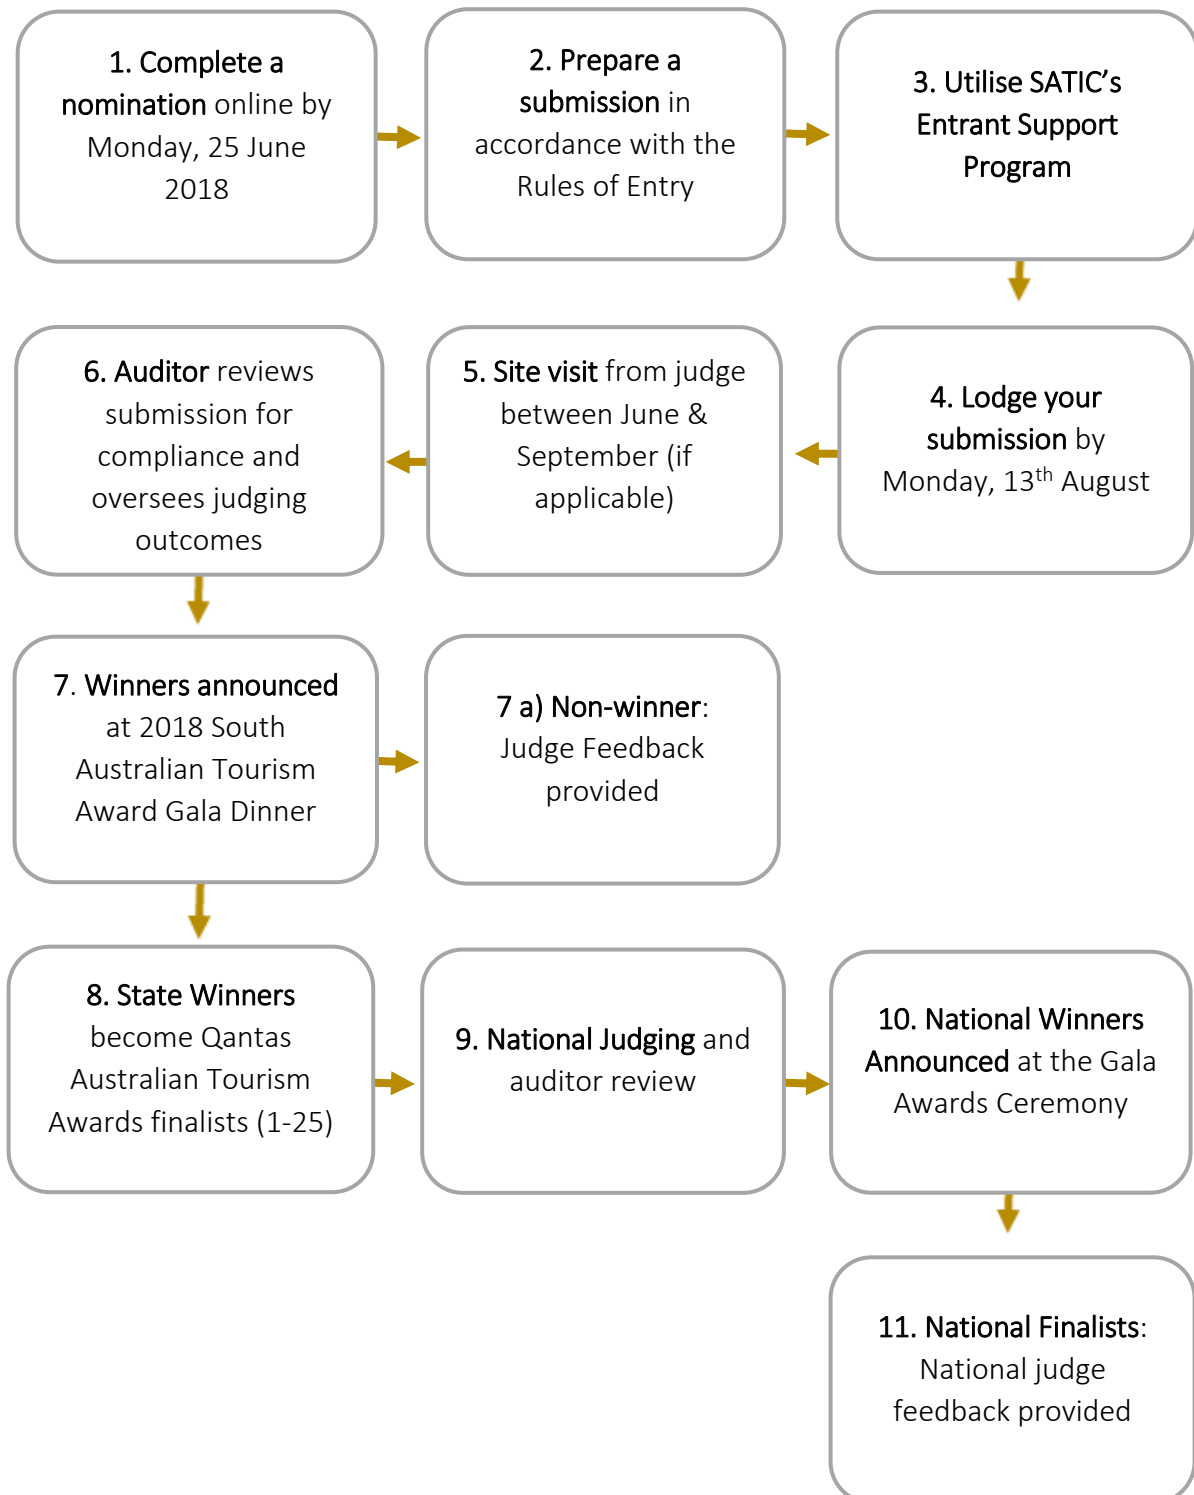 1. Complete a
nomination online by
Monday, 25 June
2018
2. Prepare a
submission in
accordance with the
Rules of Entry
3. Utilise SATIC’s
Entrant Support
Program
4. Lodge your
submission by
Monday, 13th August
5. Site visit from judge
between June &
September (if
applicable)
6. Auditor reviews
submission for
compliance and
oversees judging
outcomes
7. Winners announced
at 2018 South
Australian Tourism
Award Gala Dinner
7 a) Non-winner:
Judge Feedback
provided
8. State Winners
become Qantas
Australian Tourism
Awards finalists (1-25)
9. National Judging and
auditor review
10. National Winners
Announced at the Gala
Awards Ceremony
11. National Finalists:
National judge
feedback provided